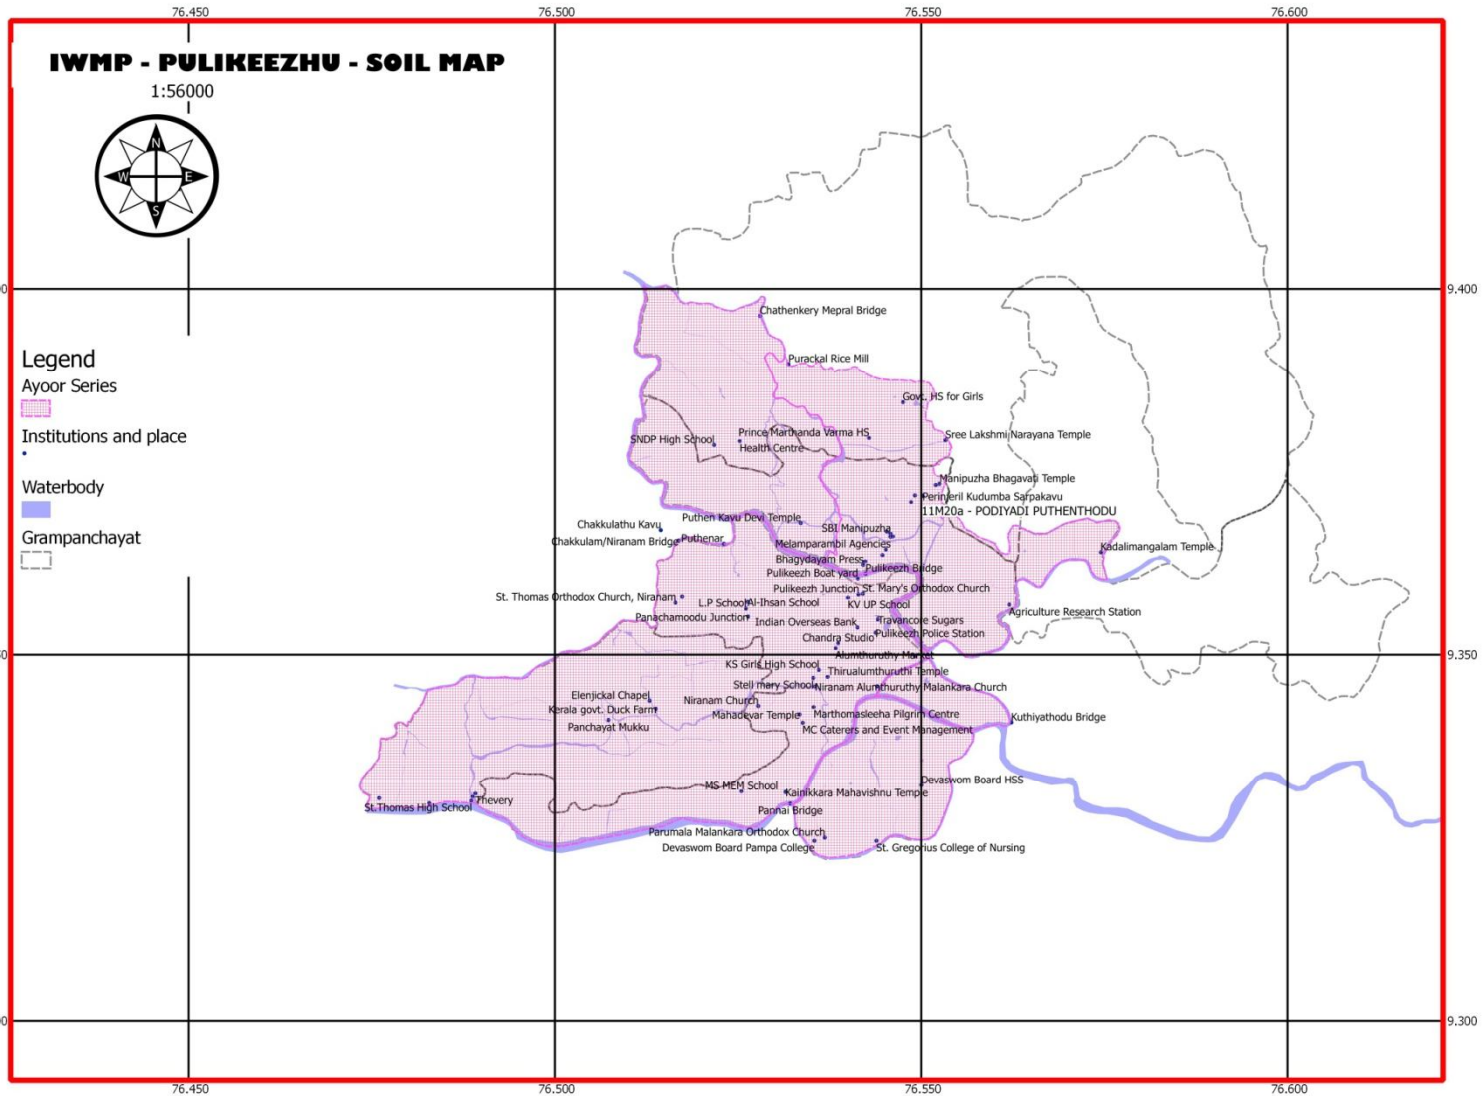 76.450
76.500
76.550
76.600
IWMP - PULIKEEZHU - SOIL MAP
1:56000
N
W
E
S
9.400
Legend
Ayoor Series
Institutions and place
Waterbody
Grampanchayat
Chathenkery Mepral Bridge
Purackal Rice Mill
Govt. HS for Girls
SNDP High School
Prince Marthanda Varma HS
Health Centre
Sree Lakshmi Narayana Temple
Manipuzha Bhagavati Temple
Perinjeril Kudumba Sarpakavu
11M20a - PODIYADI PUTHENTHODU
Chakkulathu Kavu
Puthen Kavu Devi Temple
SBI Manipuzha
Chakkulam/Niranam Bridge
Puthenar
Melamparambil Agencies
Kadalimangalam Temple
Bhagydayam Press
Pulikeezh Bridge
Pulikeezh Boat yard
Pulikeezh Junction
St. Mary's Orthodox Church
St. Thomas Orthodox Church, Niranam
L.P School
Al-Ihsan School
KV UP School
Agriculture Research Station
Panachamoodu Junction
Indian Overseas Bank
Travancore Sugars
Chandra Studio
Pulikeezh Police Station
Alumthuruthy Market
9.350
KS Girls High School
Thirualumthuruthi Temple
Stell mary School
Niranam Alumthuruthy Malankara Church
Elenjickal Chapel
Niranam Church
Kerala govt. Duck Farm
Mahadevar Temple
Marthomasleeha Pilgrim Centre
Kuthiyathodu Bridge
Panchayat Mukku
MC Caterers and Event Management
MS MEM School
Devaswom Board HSS
Kainikkara Mahavishnu Temple
St.Thomas High School
Thevery
Pannai Bridge
Parumala Malankara Orthodox Church
Devaswom Board Pampa College
St. Gregorius College of Nursing
9.300
76.450
76.500
76.550
76.600